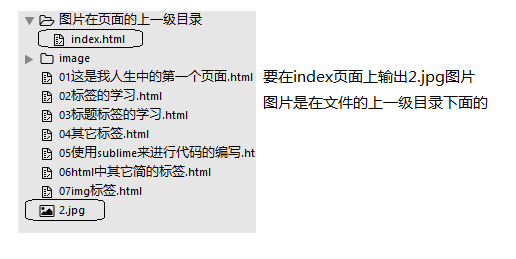 图片在页面的上一级目录
index.html
image
01这是我人生中的第一个页面.html
02标签的学习.html
03标题标签的学习.html
04其它标签.html
05使用sublime来进行代码的编写.ht
06html中其它简的标签.html
07img标签.html
2.jpg
要在index页面上输出2.jpg图片
图片是在文件的上一级目录下面的